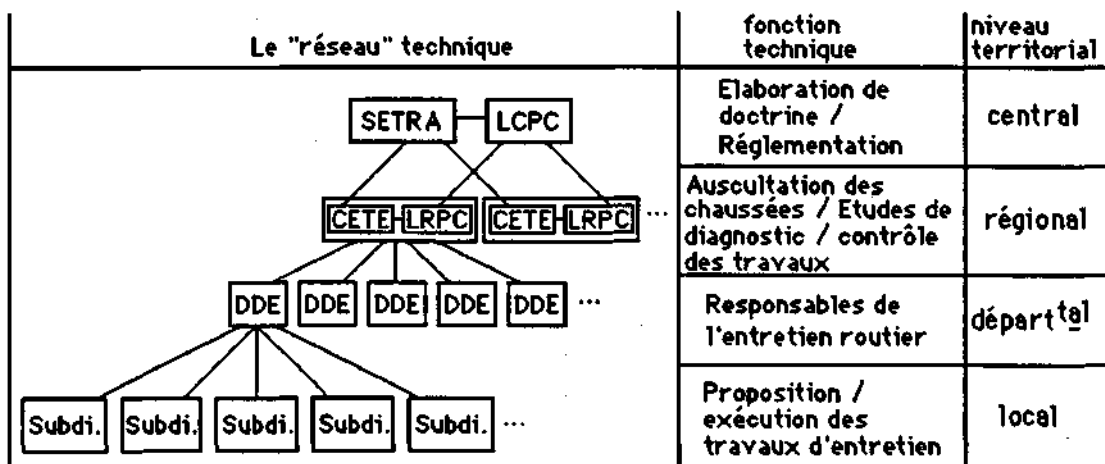 Le "réseau" technique
fonction
technique
niveau
territorial
SETRA LCPC
Elaboration de
doctrine /
Réglementation
central
CETE LRPC CETE LRPC ...
Auscultation des
chaussées / Etudes de
diagnostic / contrôle
des travaux
régional
DDE DDE DDE DDE DDE ...
Responsables de
l'entretien routier
départtal
Subdi. Subdi. Subdi. Subdi. Subdi. ...
Proposition /
exécution des
travaux d'entretien
local